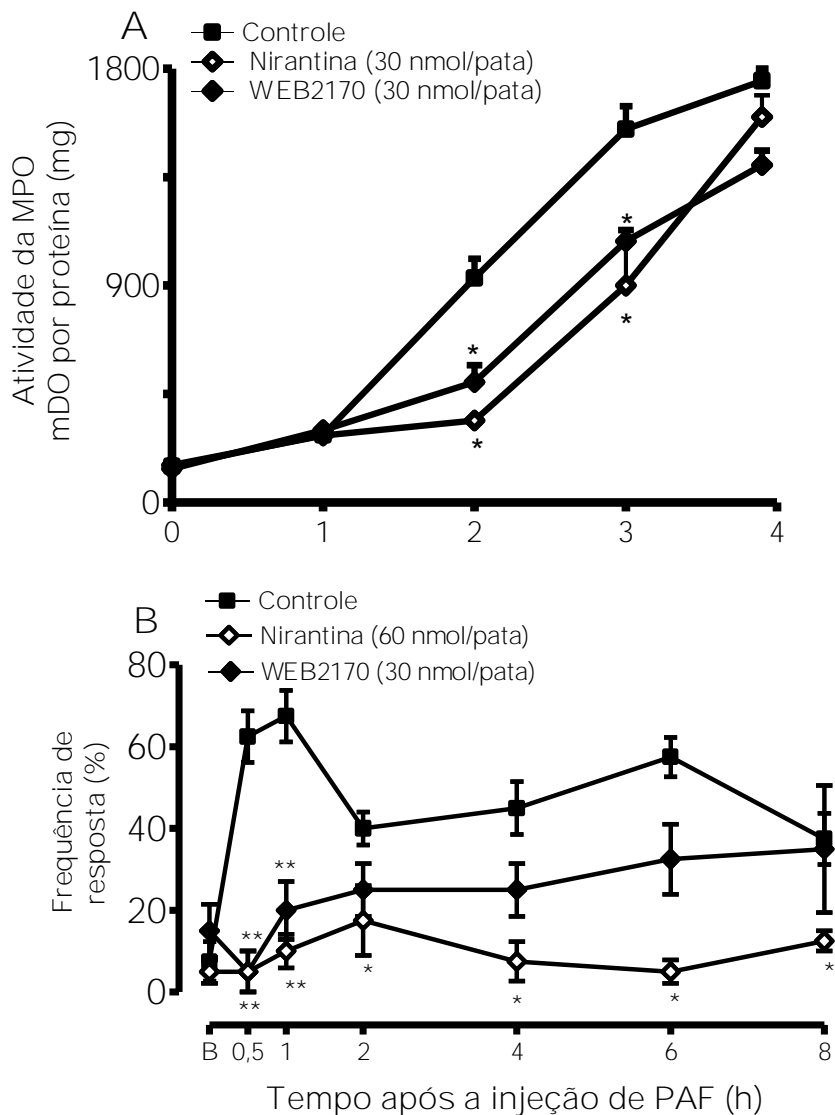 A
Controle
Nirantina (30 nmol/pata)
WEB2170 (30 nmol/pata)
1800
900
0
Atividade da MPO
mDO por proteína (mg)
*
*
*
*
0 1 2 3 4
B
Controle
Nirantina (60 nmol/pata)
WEB2170 (30 nmol/pata)
80
60
40
20
0
Frequência de
resposta (%)
**
**
**
**
*
*
*
*
B 0,5 1 2 4 6 8
Tempo após a injeção de PAF (h)